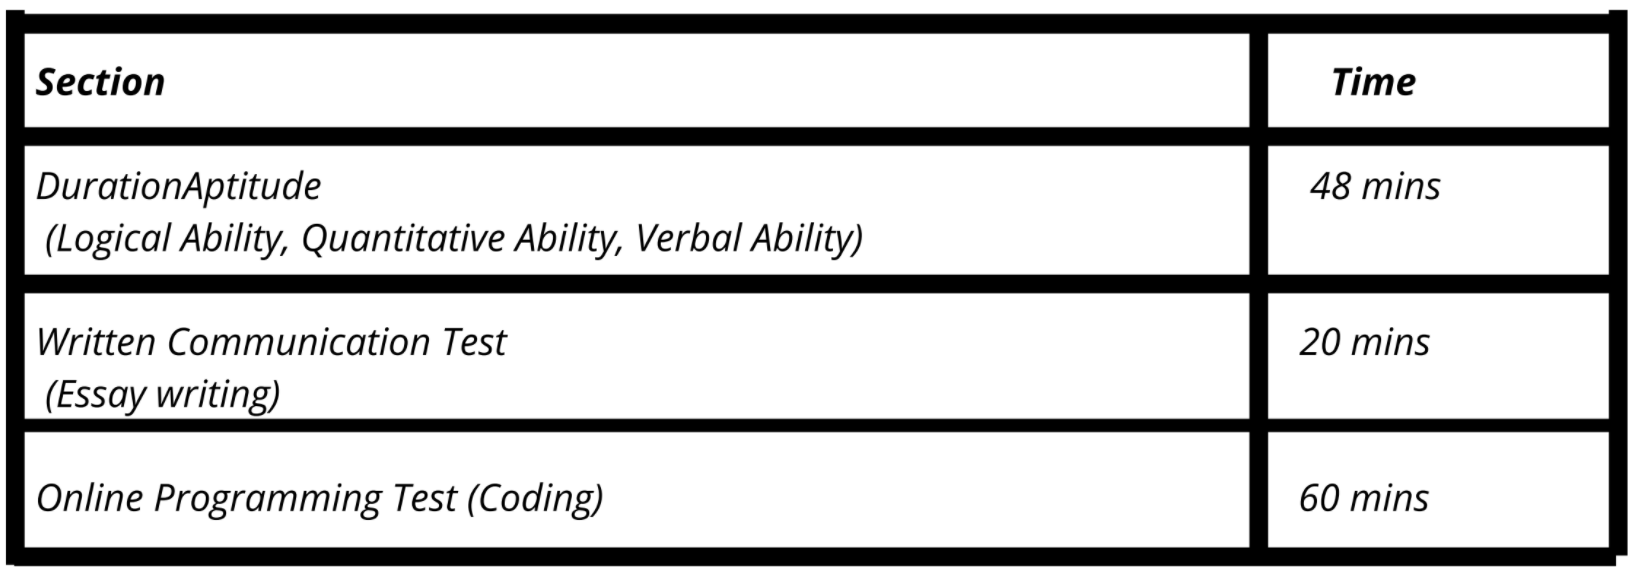 Section Time
DurationAptitude 48 mins
(Logical Ability, Quantitative Ability, Verbal Ability)
Written Communication Test 20 mins
(Essay writing)
Online Programming Test (Coding) 60 mins